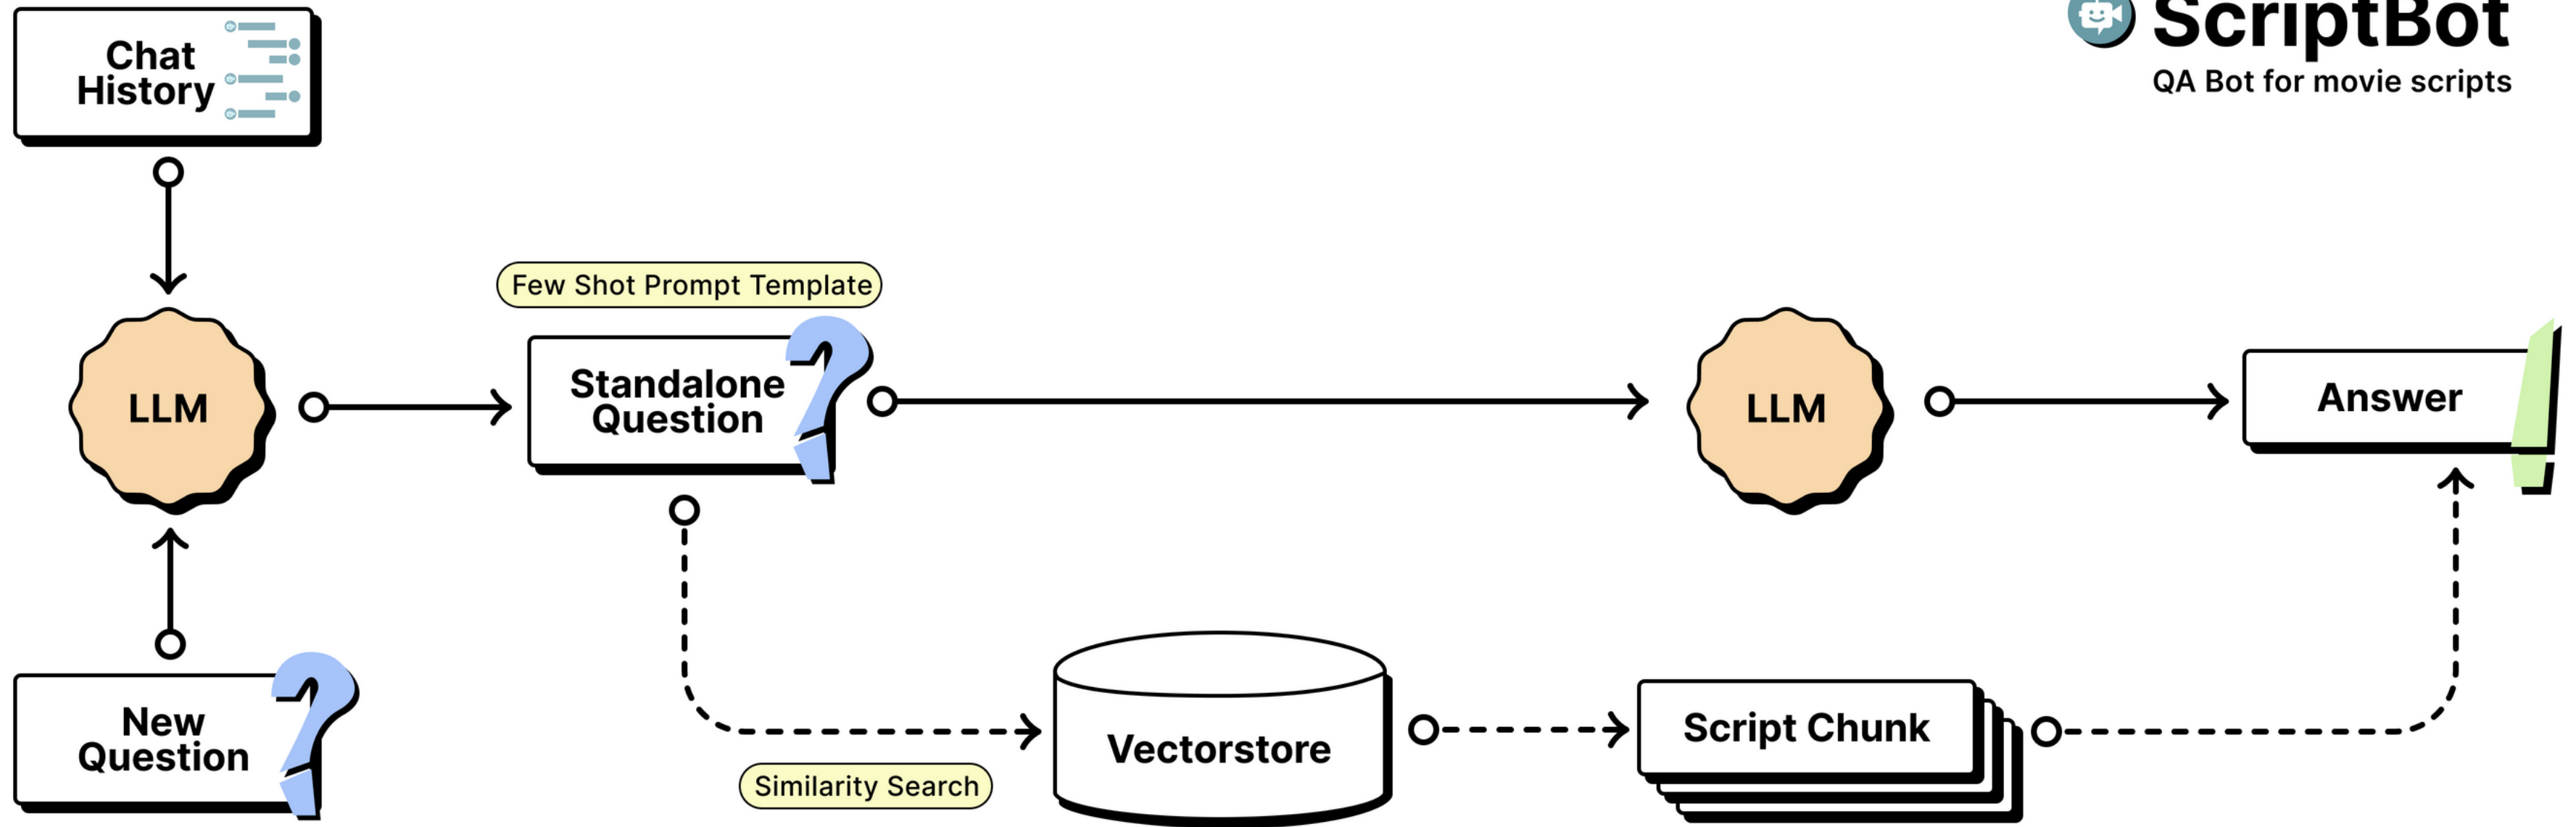 Chat
History
ScriptBot
QA Bot for movie scripts
Few Shot Prompt Template
LLM
Standalone
Question
LLM
Answer
New
Question
Similarity Search
Vectorstore
Script Chunk